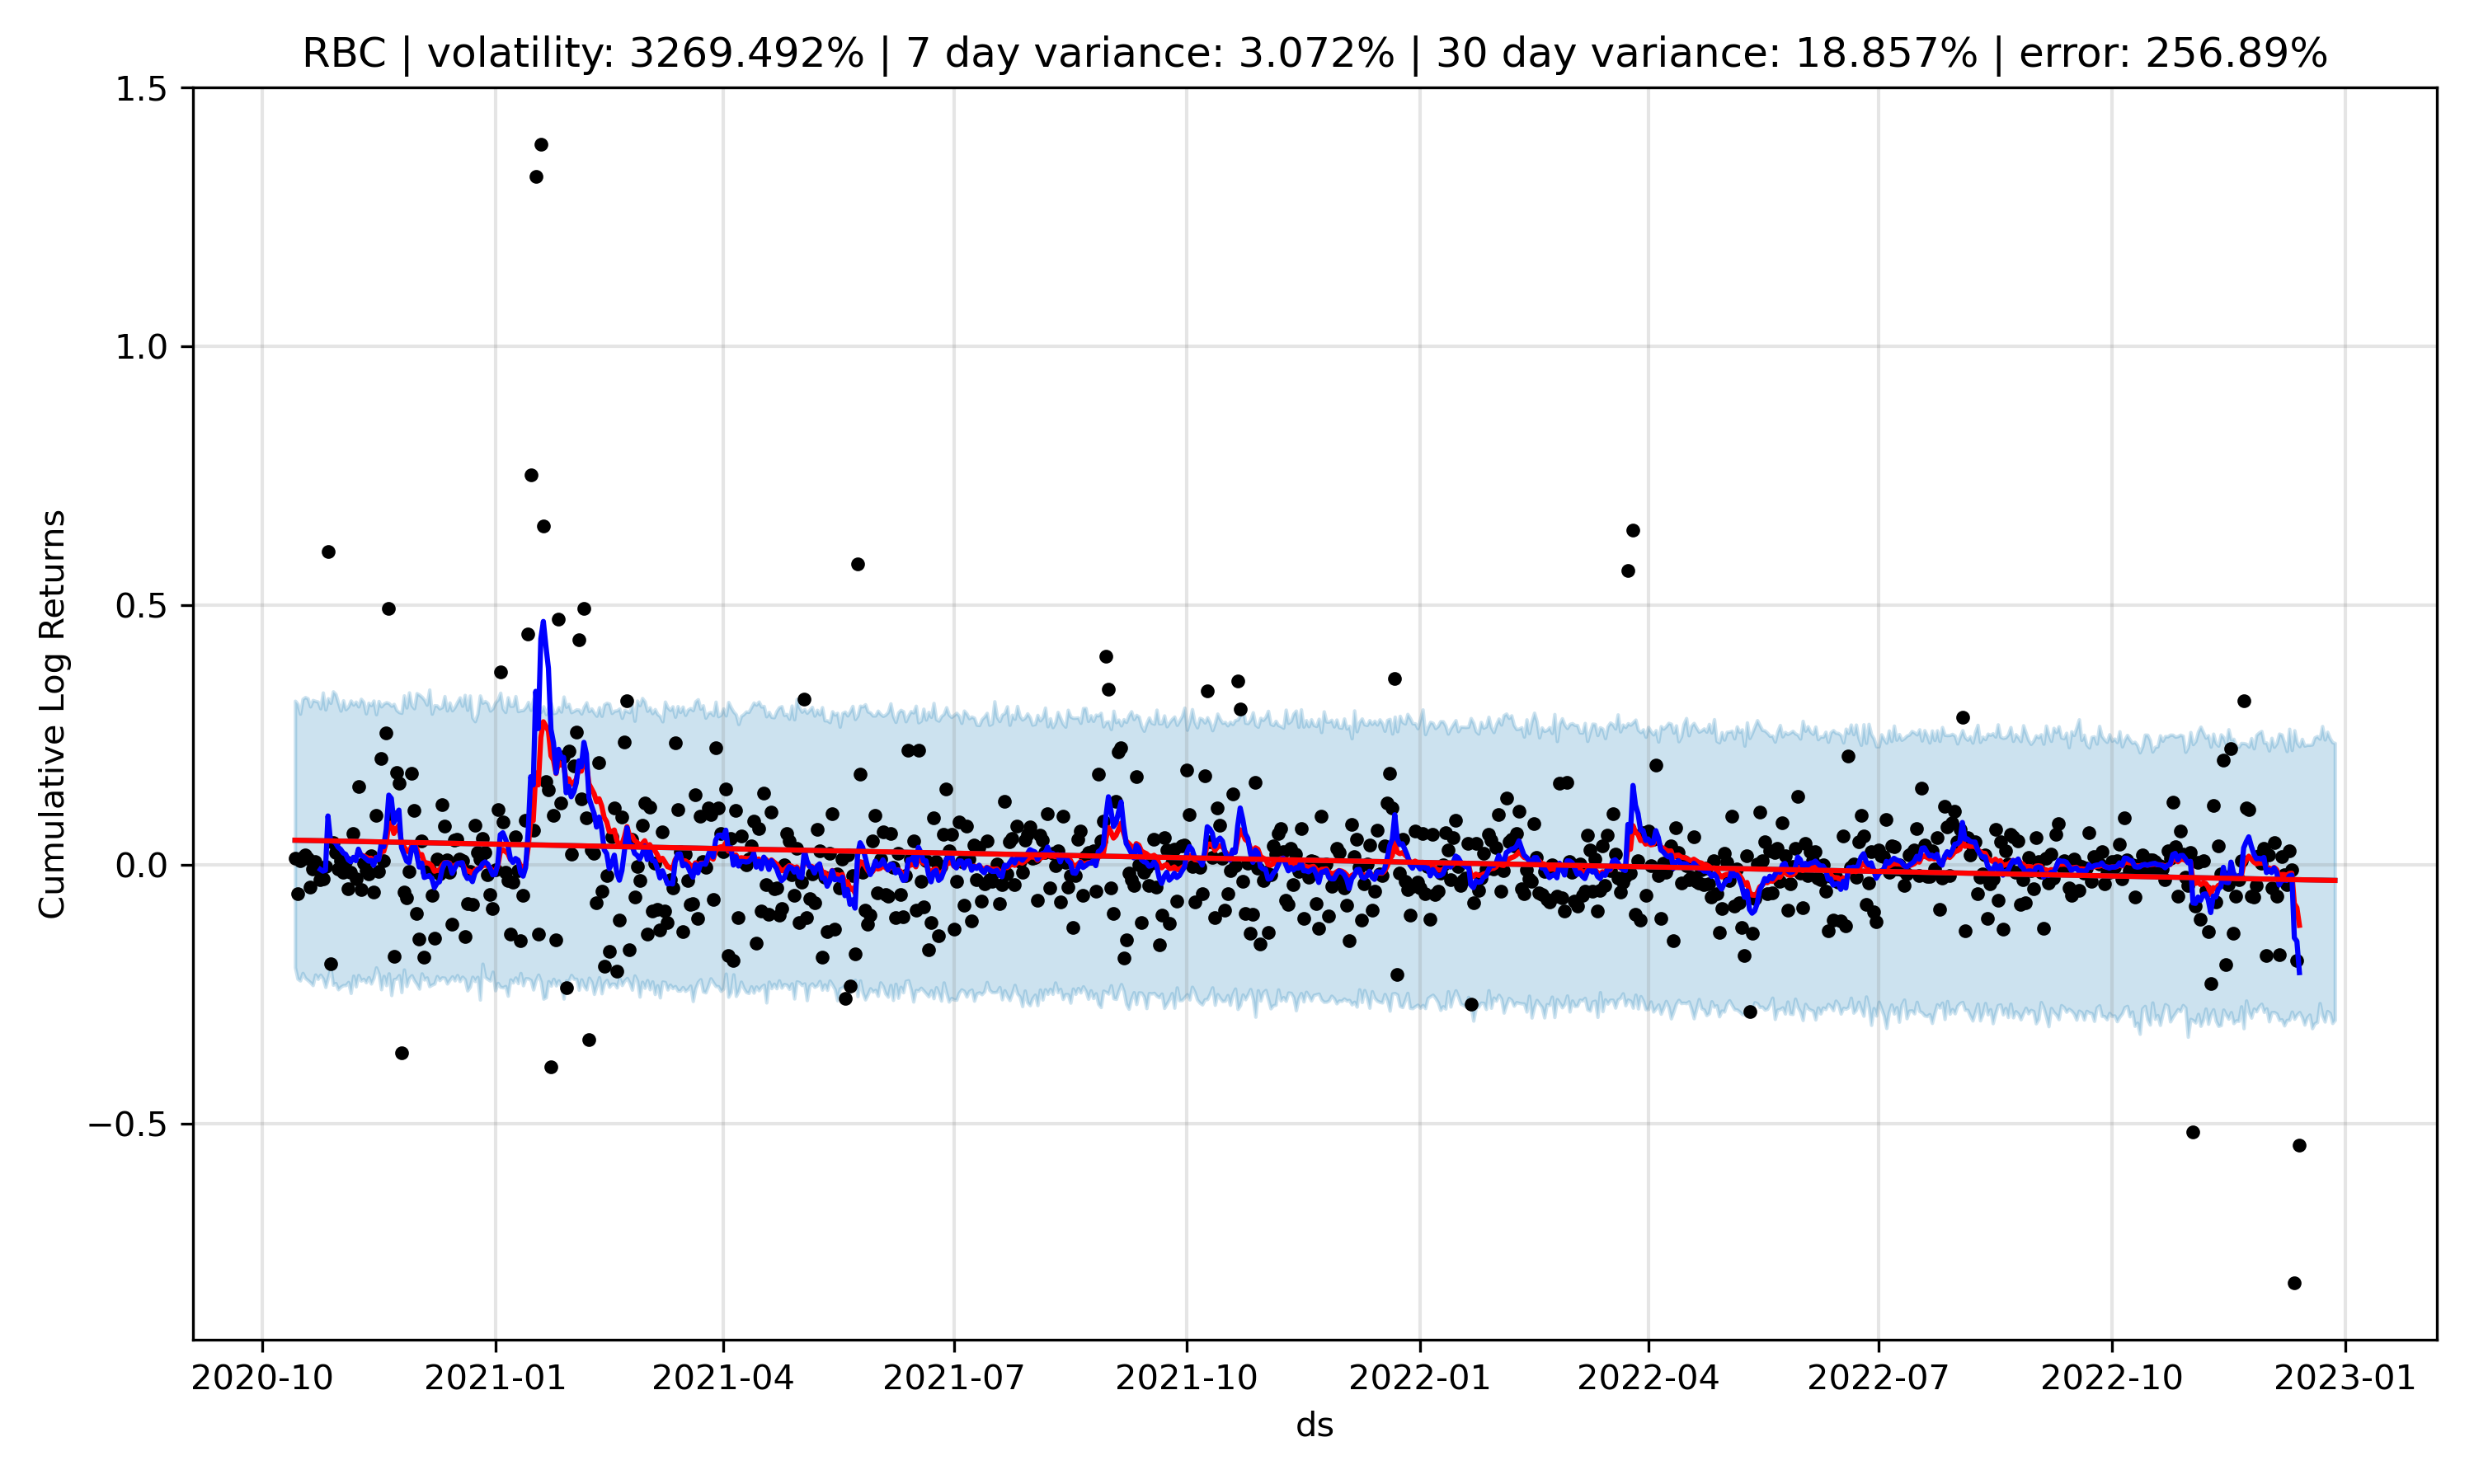 RBC | volatility: 3269.492% | 7 day variance: 3.072% | 30 day variance: 18.857% | error: 256.89%
1.5
1.0
0.5
0.0
−0.5
Cumulative Log Returns
2020-10 2021-01 2021-04 2021-07 2021-10 2022-01 2022-04 2022-07 2022-10 2023-01
ds